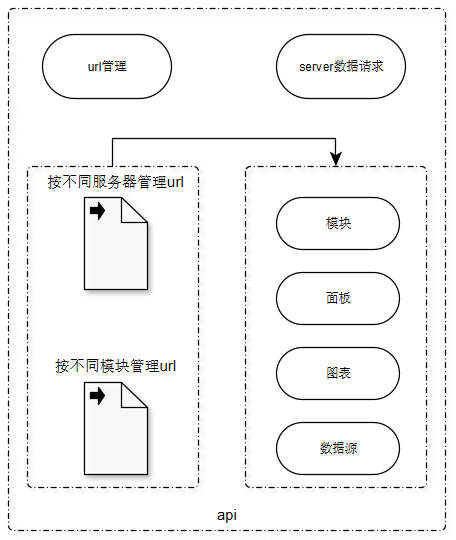 url管理
server数据请求
按不同服务器管理url
模块
面板
按不同模块管理url
图表
数据源
api